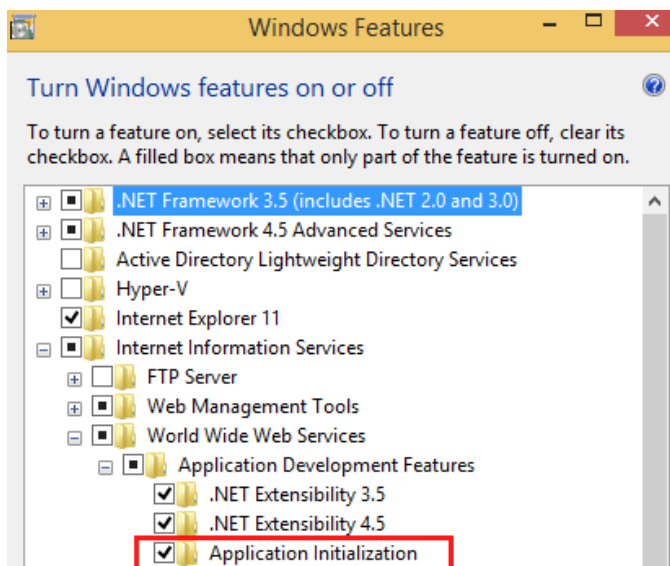 Windows Features
Turn Windows features on or off
To turn a feature on, select its checkbox. To turn a feature off, clear its
checkbox. A filled box means that only part of the feature is turned on.
.NET Framework 3.5 (includes .NET 2.0 and 3.0)
.NET Framework 4.5 Advanced Services
Active Directory Lightweight Directory Services
Hyper-V
Internet Explorer 11
Internet Information Services
FTP Server
Web Management Tools
World Wide Web Services
Application Development Features
.NET Extensibility 3.5
.NET Extensibility 4.5
Application Initialization